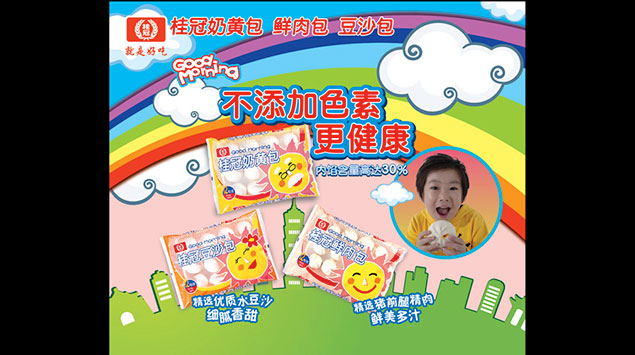 桂冠
就是好吃
桂冠奶黄包 鲜肉包 豆沙包
Good Morning
不添加色素
更健康
内馅含量高达30%
Good Morning
桂冠奶黄包
Good Morning
桂冠豆沙包
Good Morning
桂冠鲜肉包
精选优质水豆沙
细腻香甜
精选猪前腿精肉
鲜美多汁